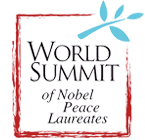 WORLD
SUMMIT
of Nobel
Peace
Laureates